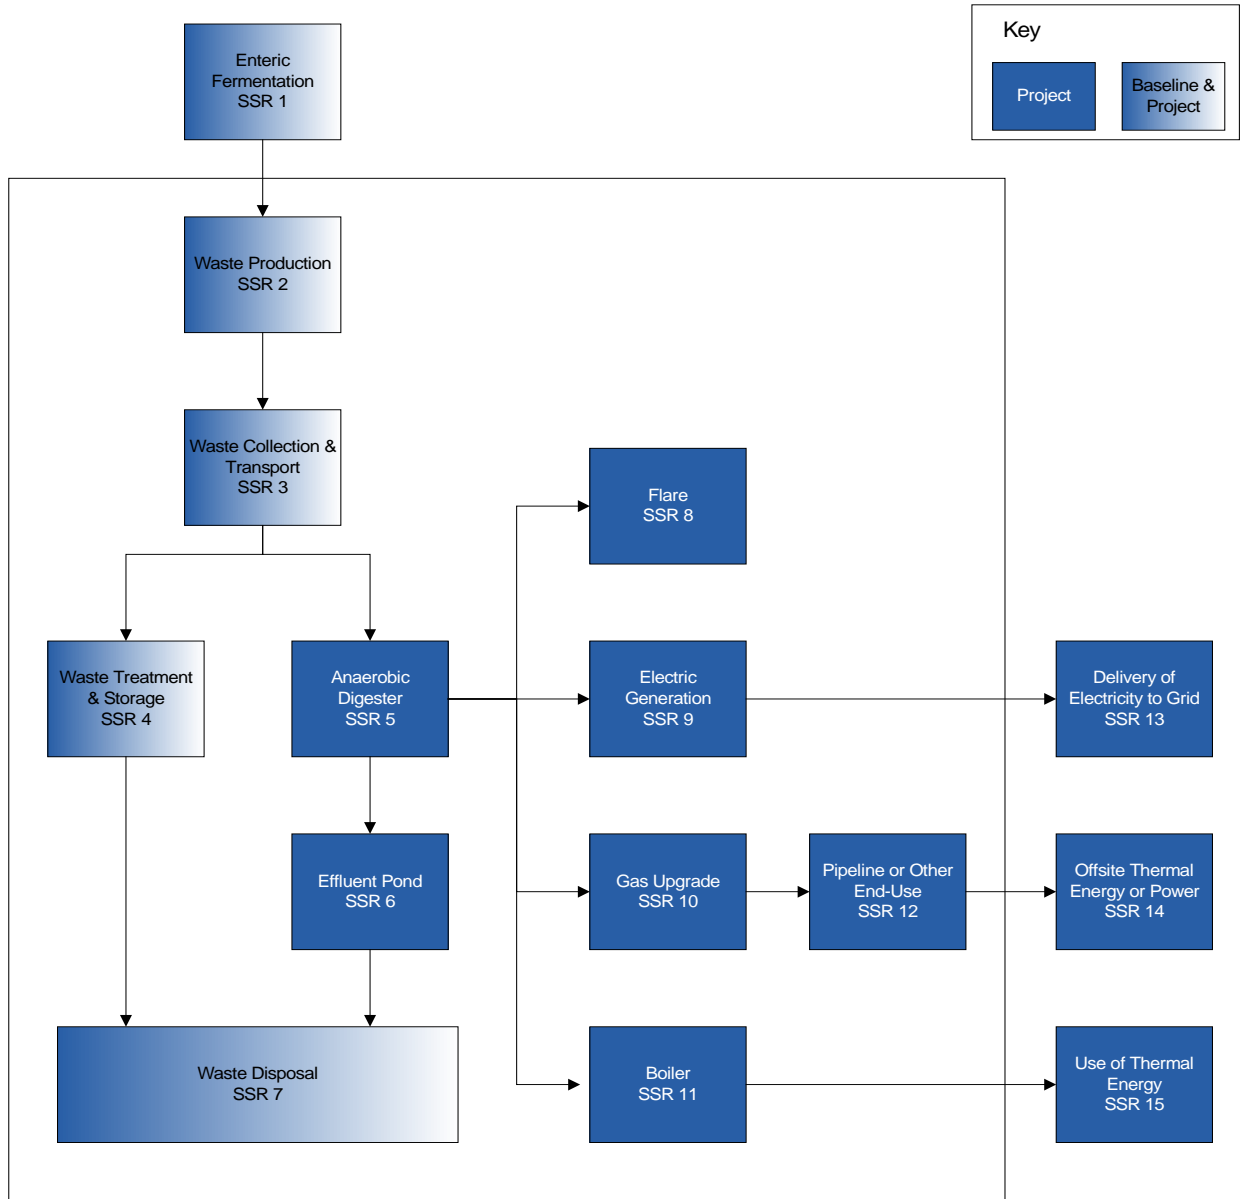 Key
Project
Baseline &
Project
Enteric
Fermentation
SSR 1
Waste Production
SSR 2
Waste Collection &
Transport
SSR 3
Flare
SSR 8
Waste Treatment
& Storage
SSR 4
Anaerobic
Digester
SSR 5
Electric
Generation
SSR 9
Delivery of
Electricity to Grid
SSR 13
Effluent Pond
SSR 6
Gas Upgrade
SSR 10
Pipeline or Other
End-Use
SSR 12
Offsite Thermal
Energy or Power
SSR 14
Waste Disposal
SSR 7
Boiler
SSR 11
Use of Thermal
Energy
SSR 15